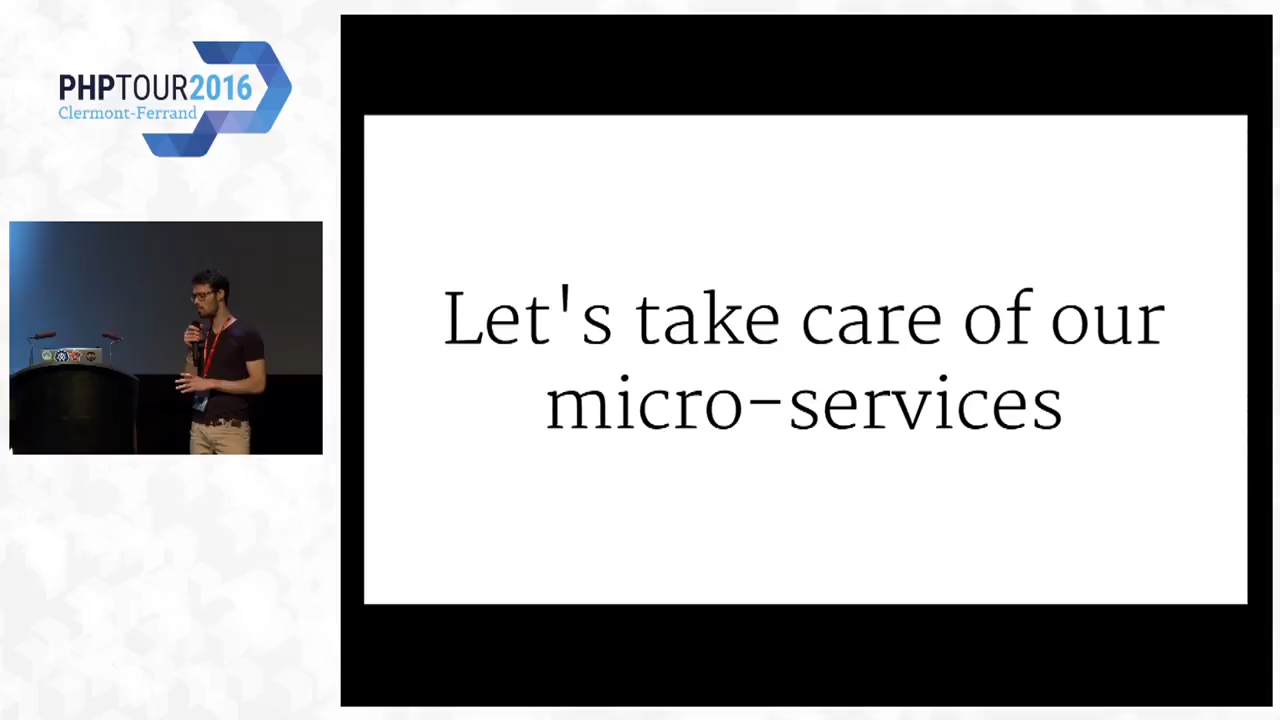 PHPTOUR2016
Clermont-Ferrand
Let's take care of our
micro-services